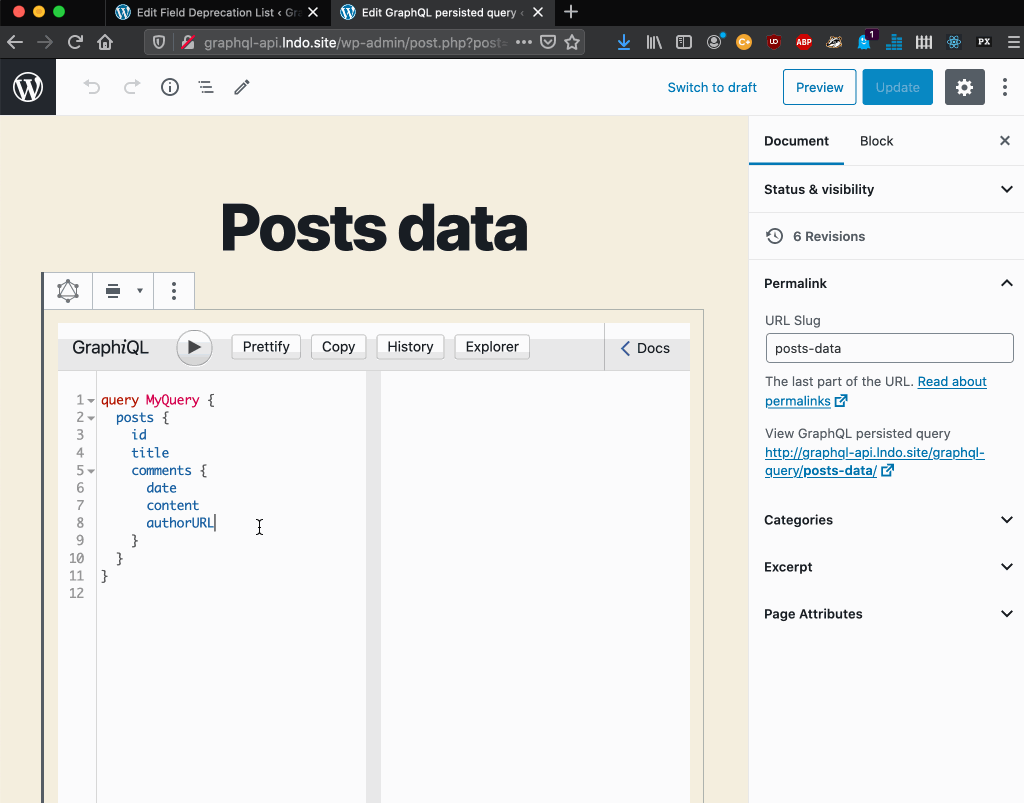 Edit Field Deprecation List ‹ Gra
Edit GraphQL persisted query ‹
graphql-api.lndo.site/wp-admin/post.php?post=
UD
ABP
1
PX
Switch to draft
Preview
Update
Document
Block
Status & visibility
6 Revisions
Permalink
URL Slug
posts-data
The last part of the URL. Read about
permalinks
View GraphQL persisted query
http://graphql-api.lndo.site/graphql-
query/posts-data/
Categories
Excerpt
Page Attributes
Posts data
GraphiQL
Prettify
Copy
History
Explorer
Docs
1 query MyQuery {
2 posts {
3 id
4 title
5 comments {
6 date
7 content
8 authorURL
9 }
10 }
11 }
12